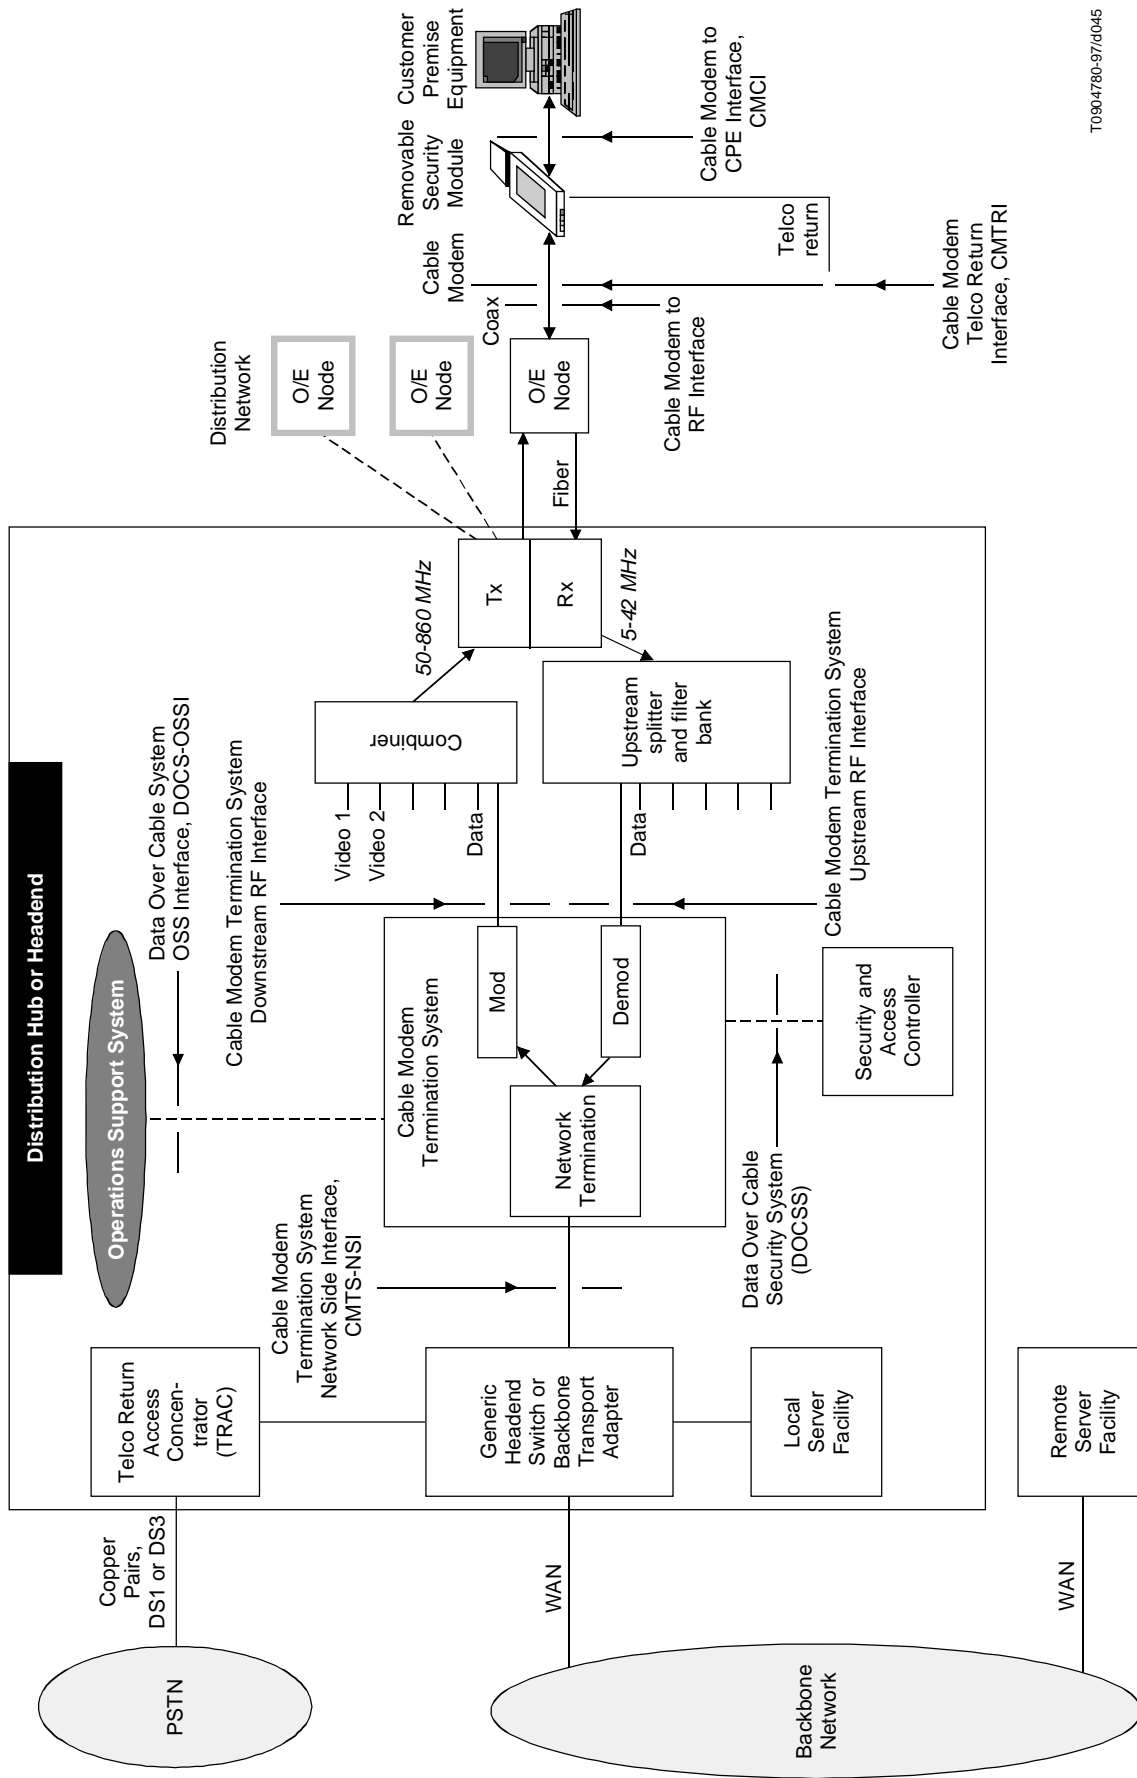 Distribution Hub or Headend
Operations Support System
Data Over Cable System
OSS Interface, DOCS-OSSI
Cable Modem Termination System
Downstream RF Interface
PSTN
Copper
Pairs,
DS1 or DS3
Telco Return
Access
Concen-
trator
(TRAC)
Cable Modem
Termination System
Network Side Interface,
CMTS-NSI
Cable Modem
Termination System
Network
Termination
Mod
Demod
Video 1
Video 2
Data
Combiner
50-860 MHz
Tx
Rx
5-42 MHz
Data
Upstream
splitter
and filter
bank
Distribution
Network
O/E
Node
O/E
Node
O/E
Node
Fiber
Coax
Cable
Modem
Removable
Security
Module
Customer
Premise
Equipment
Cable Modem to
RF Interface
Telco
return
Cable Modem to
CPE Interface,
CMCI
Cable Modem
Telco Return
Interface, CMTRI
Cable Modem Termination System
Upstream RF Interface
Security and
Access
Controller
Data Over Cable
Security System
(DOCSS)
Generic
Headend
Switch or
Backbone
Transport
Adapter
Local
Server
Facility
Remote
Server
Facility
WAN
WAN
Backbone
Network
T0904780-97/d045